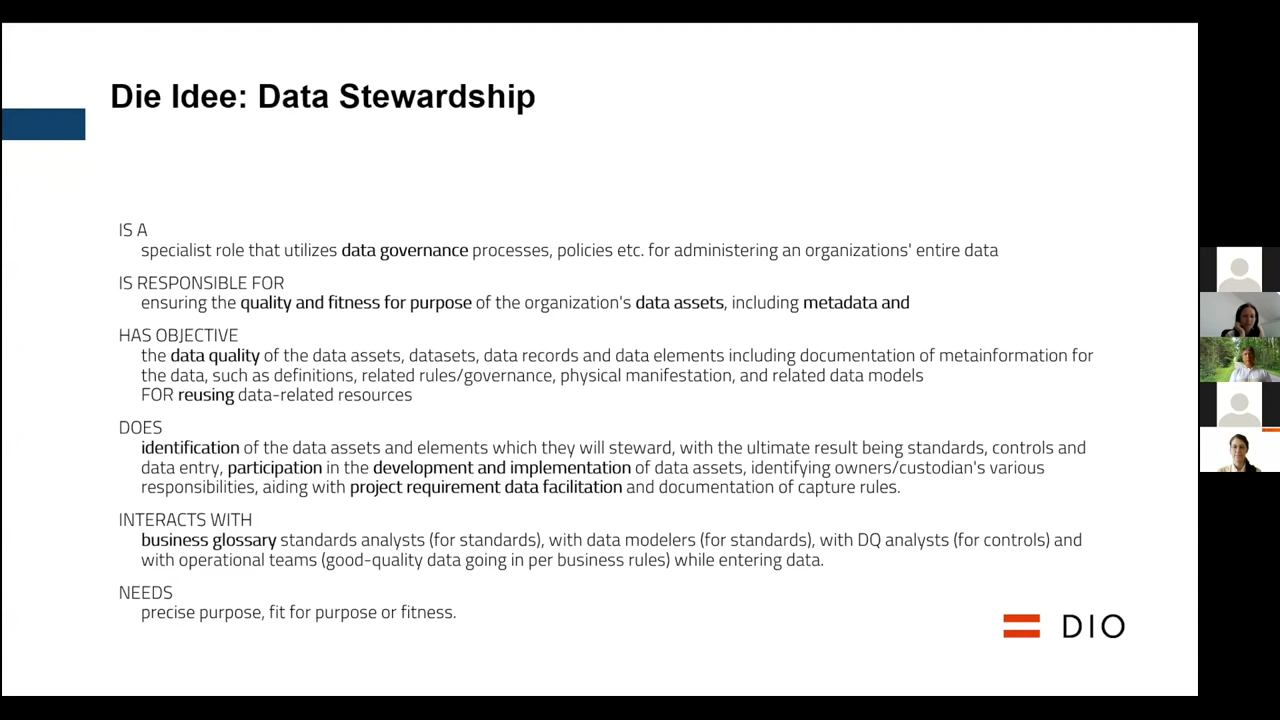 Die Idee: Data Stewardship
IS A
specialist role that utilizes data governance processes, policies etc. for administering an organizations' entire data
IS RESPONSIBLE FOR
ensuring the quality and fitness for purpose of the organization's data assets, including metadata and
HAS OBJECTIVE
the data quality of the data assets, datasets, data records and data elements including documentation of metainformation for
the data, such as definitions, related rules/governance, physical manifestation, and related data models
FOR reusing data-related resources
DOES
identification of the data assets and elements which they will steward, with the ultimate result being standards, controls and
data entry, participation in the development and implementation of data assets, identifying owners/custodian's various
responsibilities, aiding with project requirement data facilitation and documentation of capture rules.
INTERACTS WITH
business glossary standards analysts (for standards), with data modelers (for standards), with DQ analysts (for controls) and
with operational teams (good-quality data going in per business rules) while entering data.
NEEDS
precise purpose, fit for purpose or fitness.
DIO